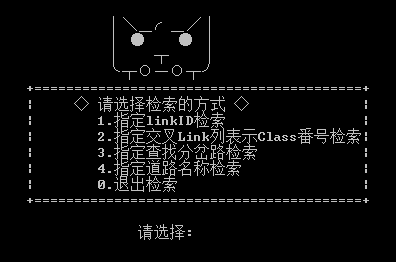 ◇ 请选择检索的方式 ◇
1.指定linkID检索
2.指定交叉Link列表示Class番号检索
3.指定查找分岔路检索
4.指定道路名称检索
0.退出检索
请选择: